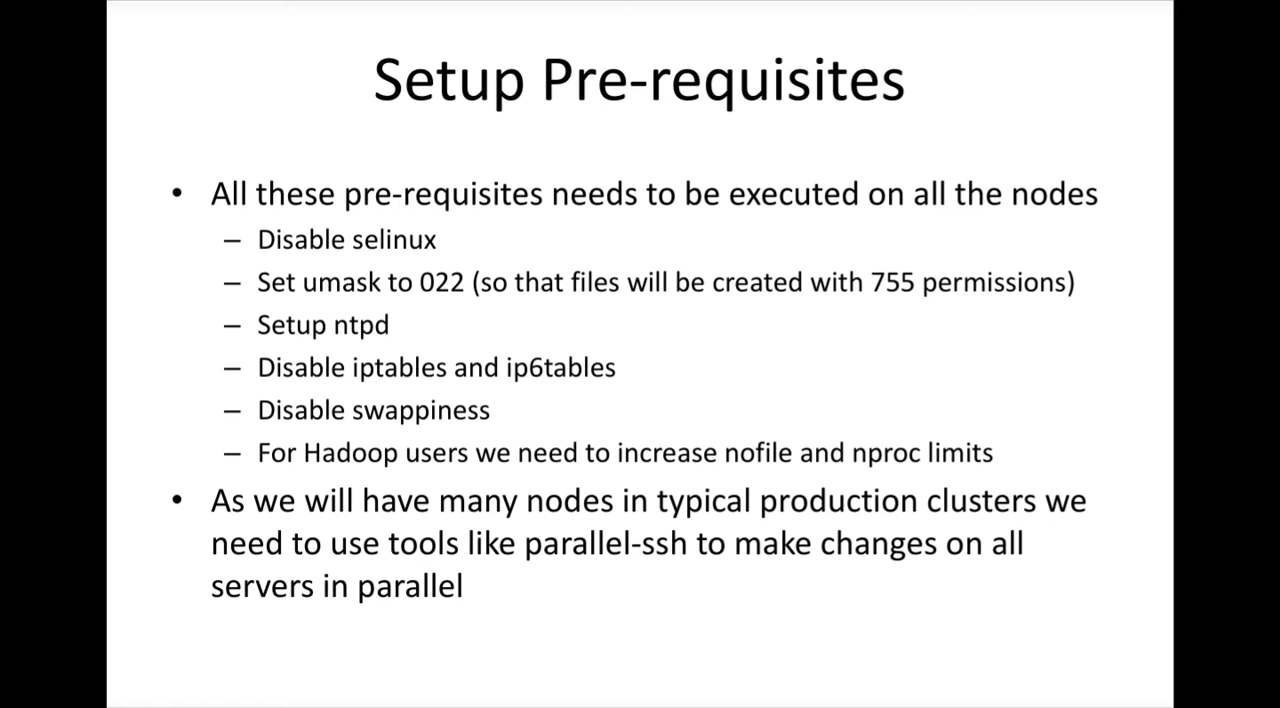 Setup Pre-requisites
• All these pre-requisites needs to be executed on all the nodes
– Disable selinux
– Set umask to 022 (so that files will be created with 755 permissions)
– Setup ntpd
– Disable iptables and ip6tables
– Disable swappiness
– For Hadoop users we need to increase nofile and nproc limits
• As we will have many nodes in typical production clusters we
need to use tools like parallel-ssh to make changes on all
servers in parallel